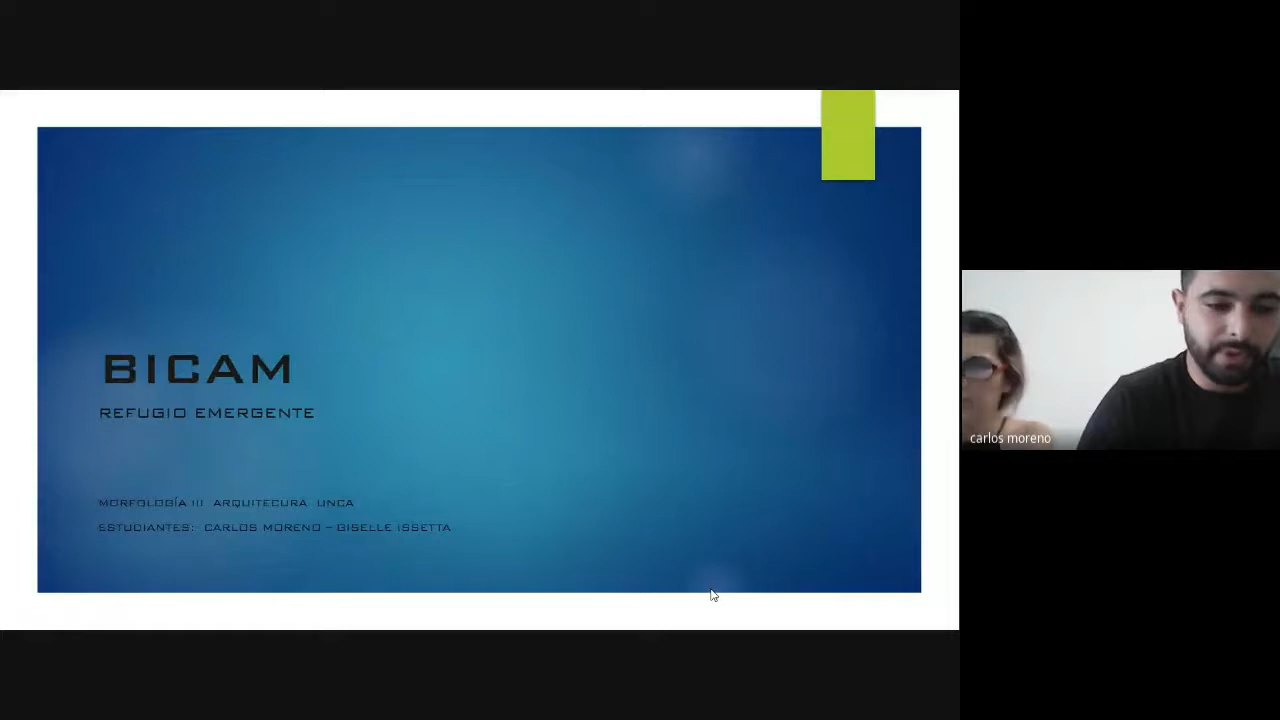 BICAM
REFUGIO EMERGENTE
MORFOLOGÍA III ARQUITECURA UNCA
ESTUDIANTES: CARLOS MORENO – GISELLE ISSETTA
carlos moreno